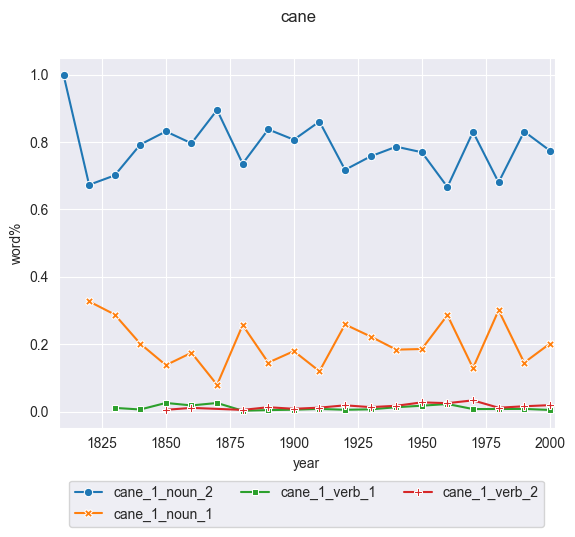 cane
1.0
0.8
0.6
0.4
0.2
0.0
word%
1825 1850 1875 1900 1925 1950 1975 2000
year
cane_1_noun_2 cane_1_verb_1 cane_1_verb_2
cane_1_noun_1